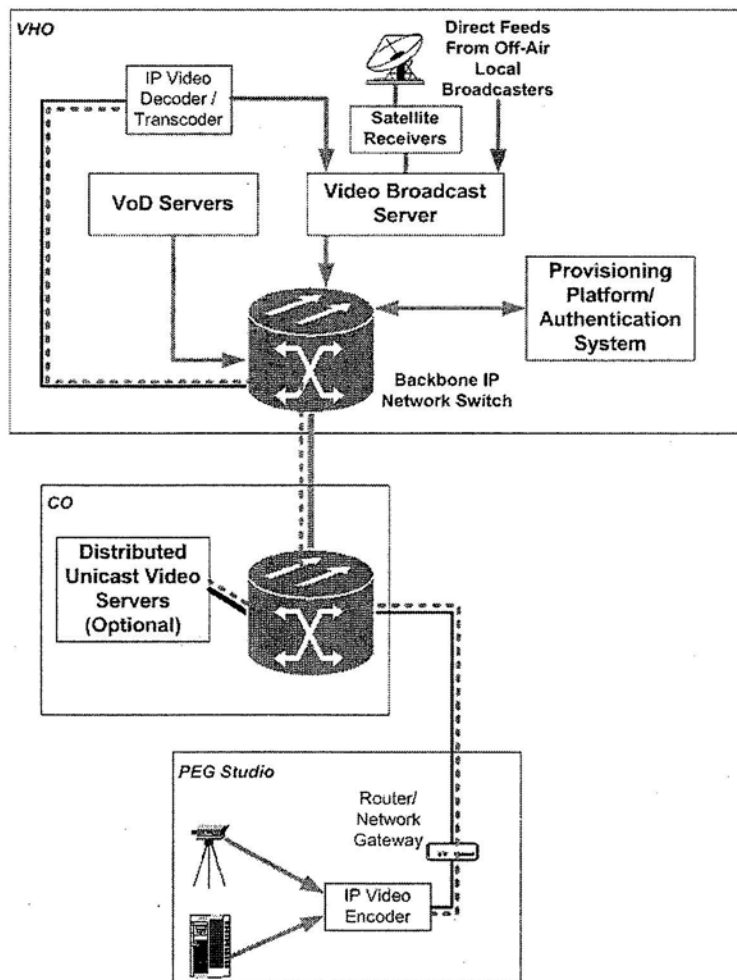 VHO
Direct Feeds
From Off-Air
Local
Broadcasters
IP Video
Decoder /
Transcoder
Satellite
Receivers
VoD Servers
Video Broadcast
Server
Provisioning
Platform/
Authentication
System
Backbone IP
Network Switch
CO
Distributed
Unicast Video
Servers
(Optional)
PEG Studio
Router/
Network
Gateway
IP Video
Encoder